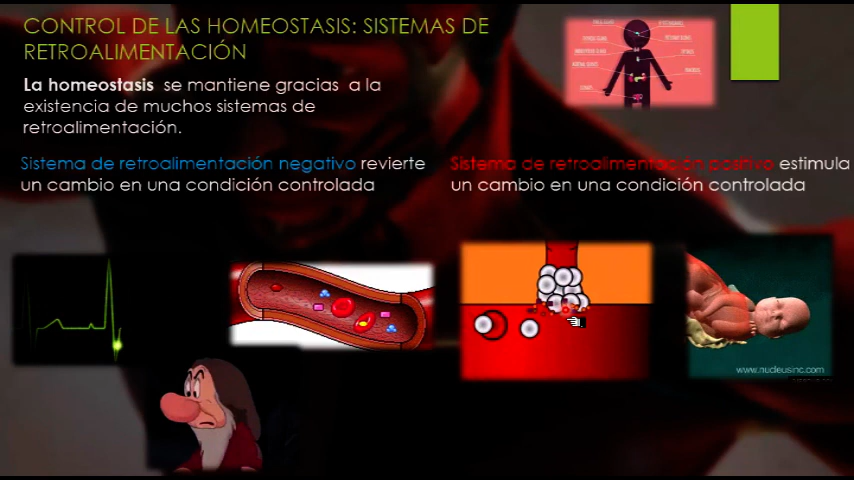 CONTROL DE LAS HOMEOSTASIS: SISTEMAS DE
RETROALIMENTACIÓN
La homeostasis se mantiene gracias a la
existencia de muchos sistemas de
retroalimentación.
Sistema de retroalimentación negativo revierte
un cambio en una condición controlada
Sistema de retroalimentación positivo estimula
un cambio en una condición controlada
www.nucleusinc.com